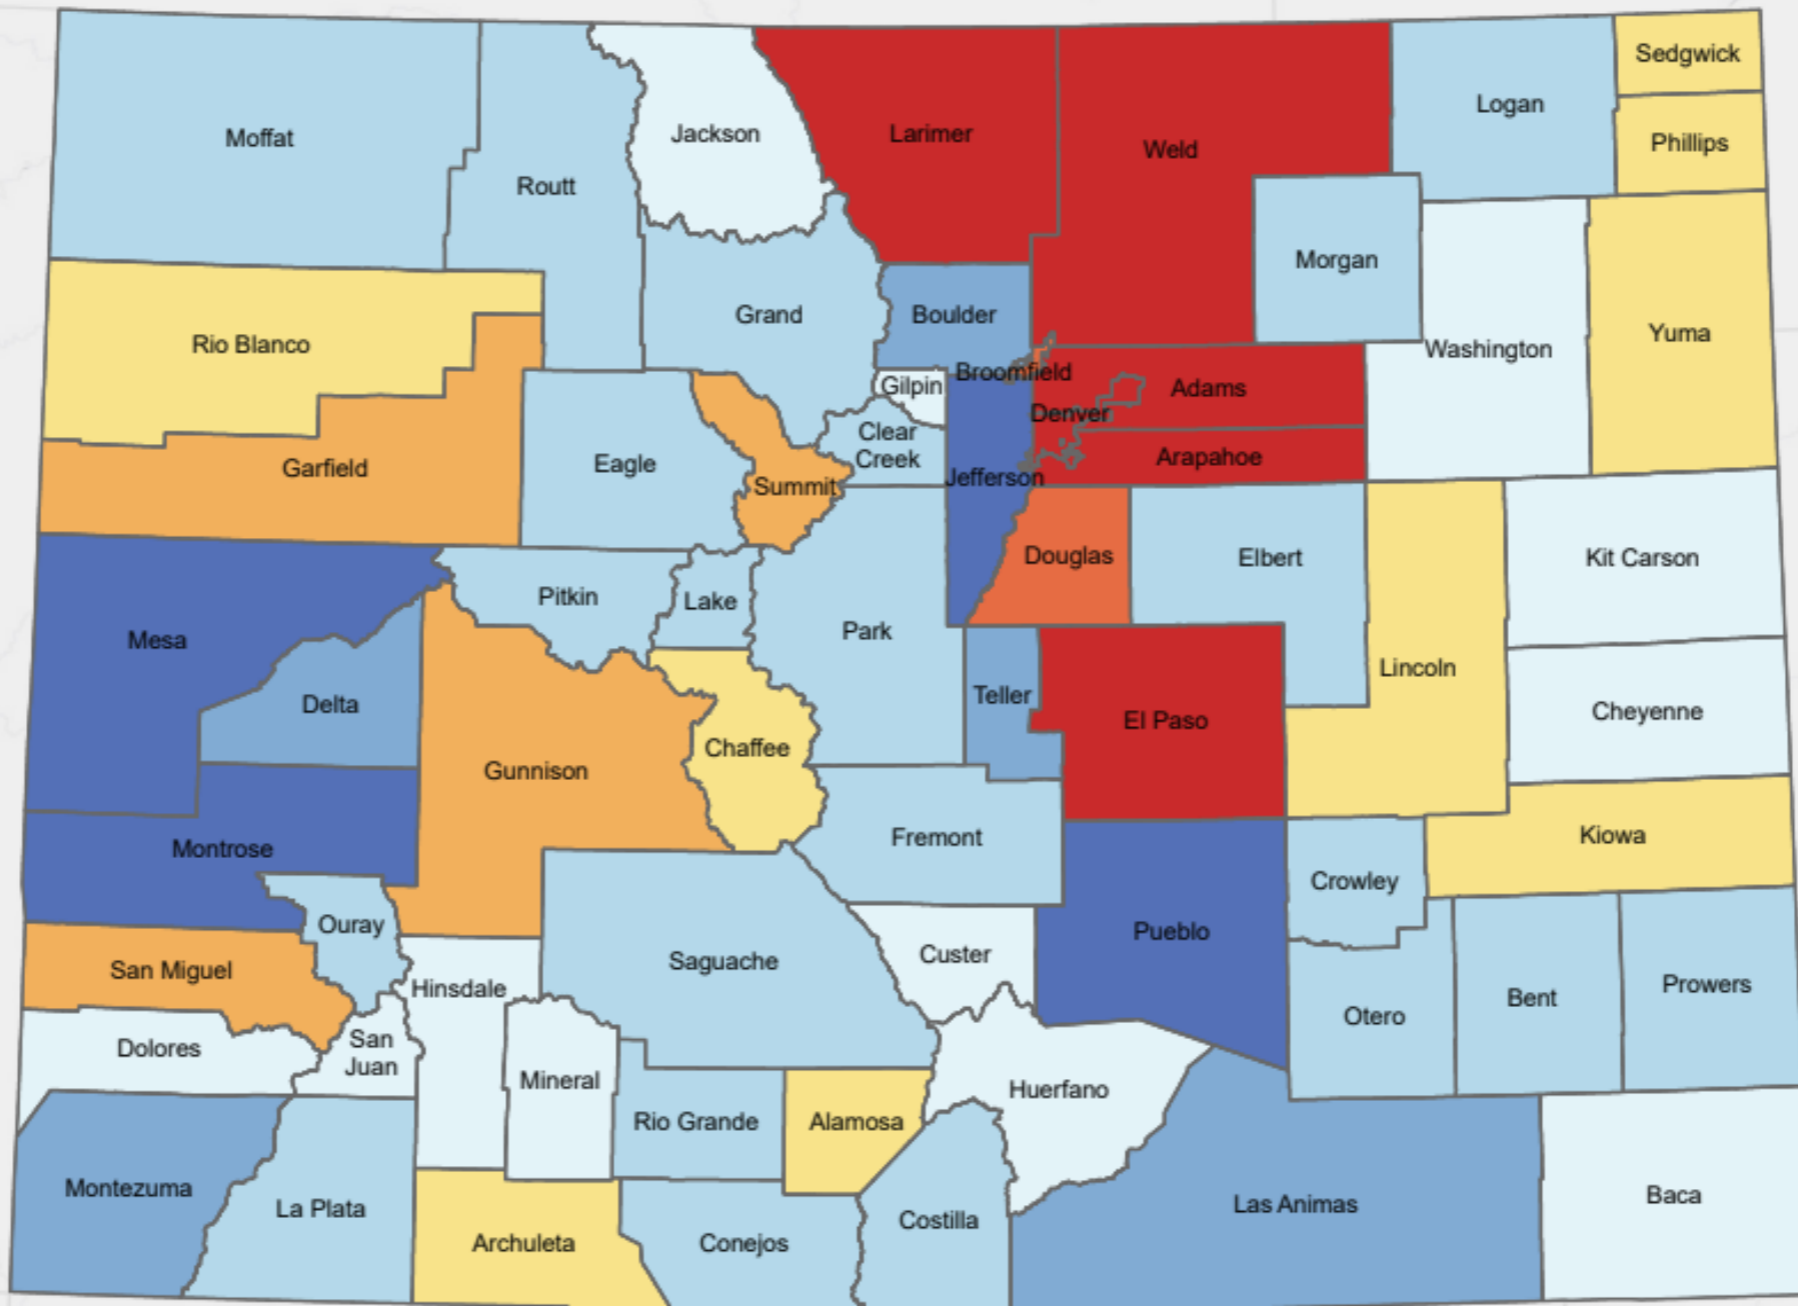 Sedgwick
Logan
Moffat
Jackson
Larimer
Weld
Phillips
Routt
Morgan
Grand
Boulder
Rio Blanco
Washington
Yuma
Broomfield
Gilpin
Adams
Denver
Clear
Creek
Garfield
Eagle
Arapahoe
Summit
Jefferson
Douglas
Elbert
Kit Carson
Pitkin
Lake
Park
Mesa
Lincoln
Delta
Teller
Cheyenne
El Paso
Chaffee
Gunnison
Fremont
Kiowa
Montrose
Crowley
Ouray
Pueblo
Custer
Saguache
San Miguel
Hinsdale
Prowers
Bent
Otero
San
Juan
Dolores
Mineral
Huerfano
Rio Grande
Alamosa
Montezuma
La Plata
Las Animas
Baca
Costilla
Archuleta
Conejos